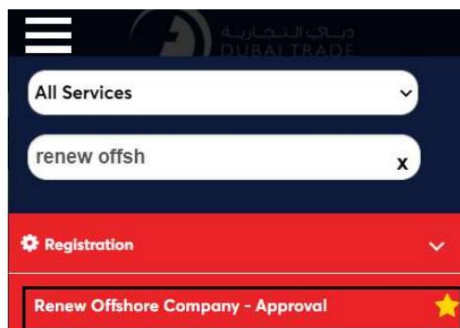 دبي التجارية
DUBAI TRADE
All Services
renew offsh
x
Registration
Renew Offshore Company - Approval